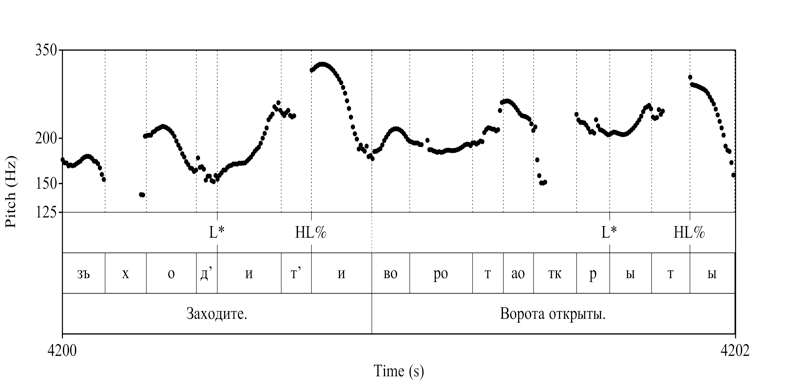 350
200
150
125
Pitch (Hz)
L* HL% L* HL%
зъ х о д’ и т’ и во ро т ао тк р ы т ы
Заходите. Ворота открыты.
4200 4202
Time (s)